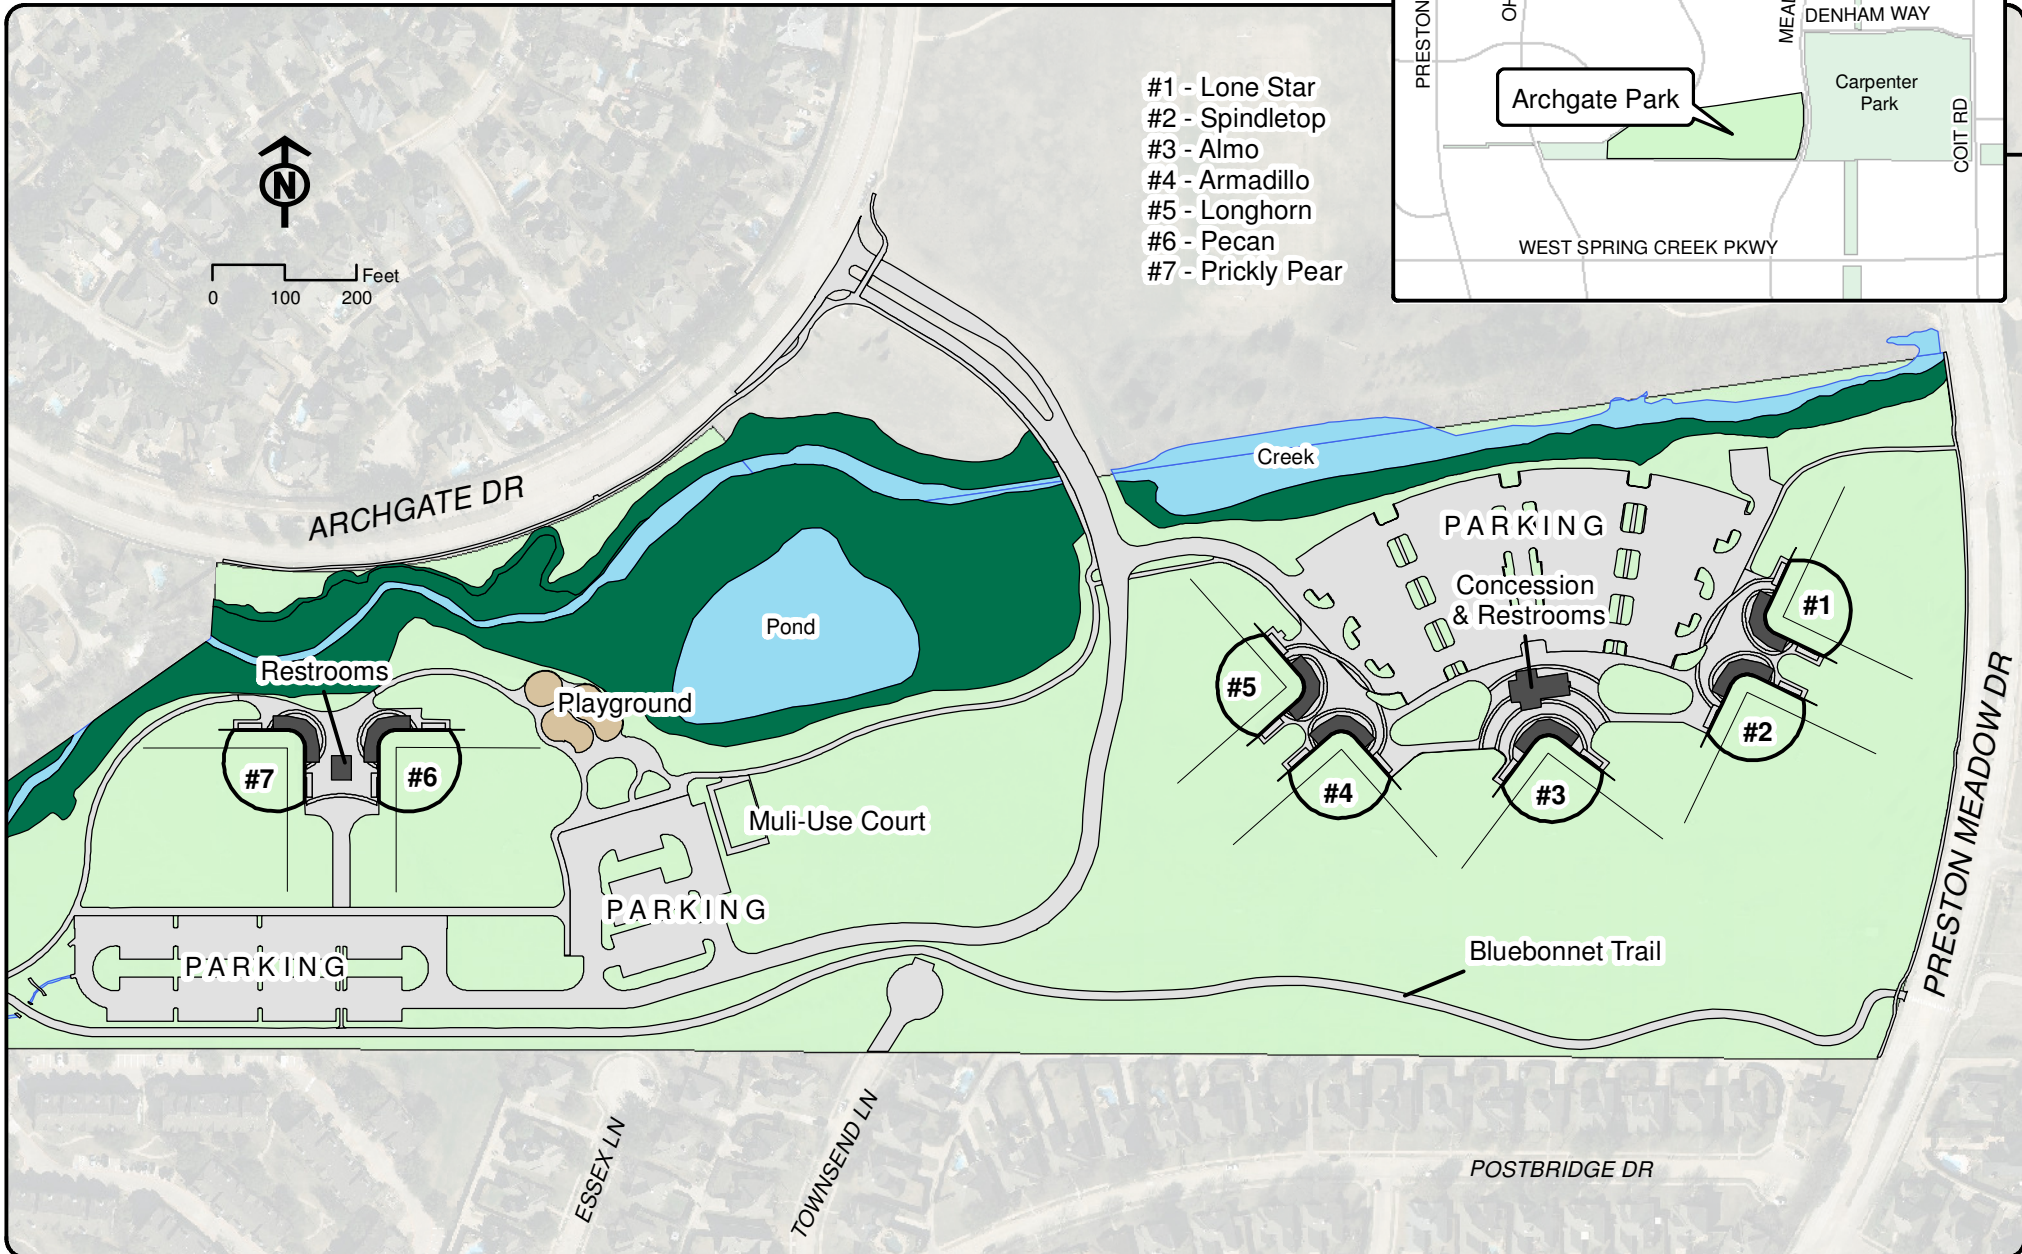 PRESTON
OH
MEA
DENHAM WAY
Carpenter
Park
COIT RD
Archgate Park
WEST SPRING CREEK PKWY
#1 - Lone Star
#2 - Spindletop
#3 - Almo
#4 - Armadillo
#5 - Longhorn
#6 - Pecan
#7 - Prickly Pear
N
Feet
0 100 200
ARCHGATE DR
Creek
PARKING
Concession
& Restrooms
#1
Pond
Restrooms
Playground
#5
#2
#7
#6
#4
#3
Muli-Use Court
PARKING
PARKING
Bluebonnet Trail
PRESTON MEADOW DR
ESSEX LN
TOWNSEND LN
POSTBRIDGE DR